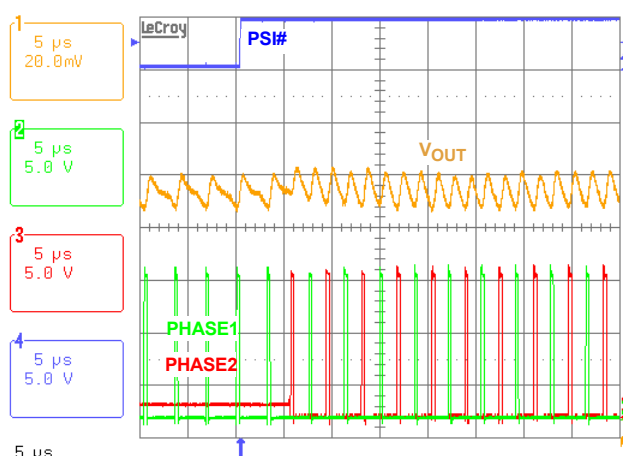 1
5 µs
20.0mV
2
5 µs
5.0 V
3
5 µs
5.0 V
4
5 µs
5.0 V
5 µs
LeCroy
PSI#
VOUT
PHASE1
PHASE2